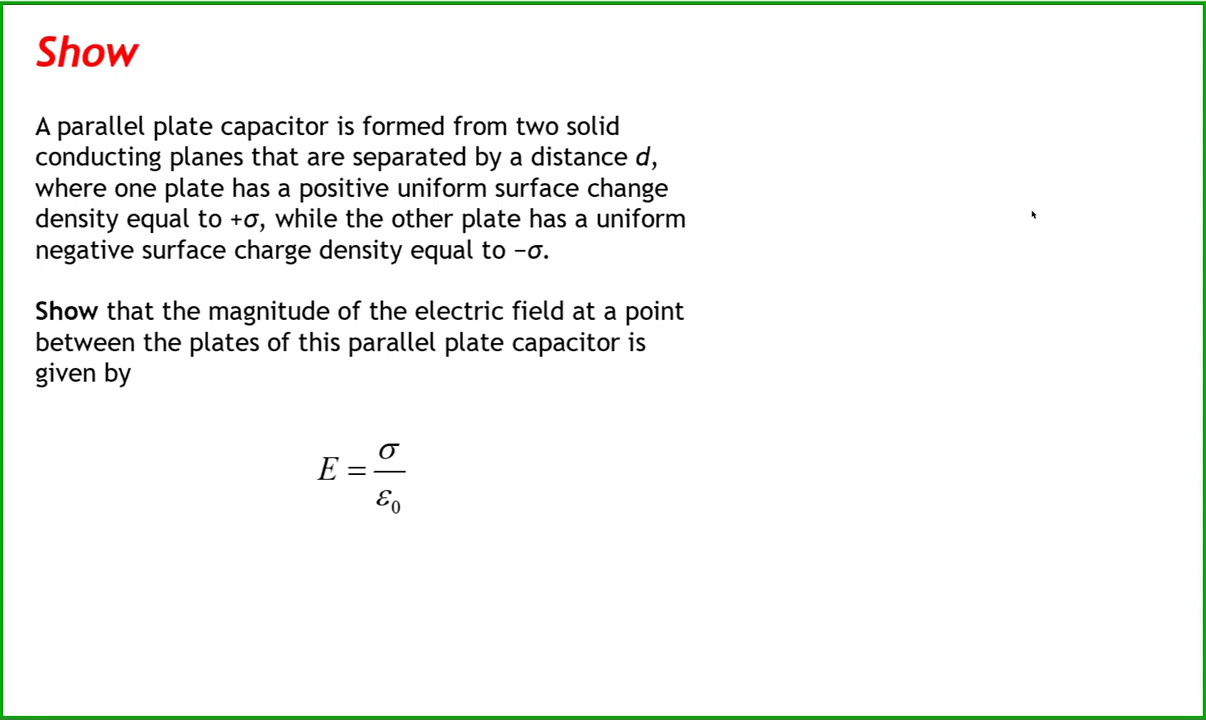 Show
A parallel plate capacitor is formed from two solid
conducting planes that are separated by a distance d,
where one plate has a positive uniform surface change
density equal to +σ, while the other plate has a uniform
negative surface charge density equal to −σ.
Show that the magnitude of the electric field at a point
between the plates of this parallel plate capacitor is
given by
E = σ/ε₀